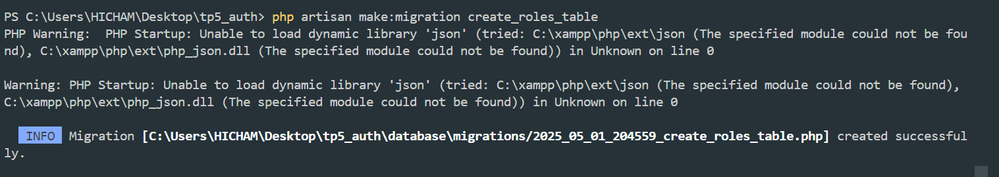 PS C:\Users\HICHAM\Desktop\tp5_auth> php artisan make:migration create_roles_table
PHP Warning:  PHP Startup: Unable to load dynamic library 'json' (tried: C:\xampp\php\ext\json (The specified module could not be fou
nd), C:\xampp\php\ext\php_json.dll (The specified module could not be found)) in Unknown on line 0
Warning: PHP Startup: Unable to load dynamic library 'json' (tried: C:\xampp\php\ext\json (The specified module could not be found),
C:\xampp\php\ext\php_json.dll (The specified module could not be found)) in Unknown on line 0
INFO  Migration [C:\Users\HICHAM\Desktop\tp5_auth\database\migrations/2025_05_01_204559_create_roles_table.php] created successful
ly.